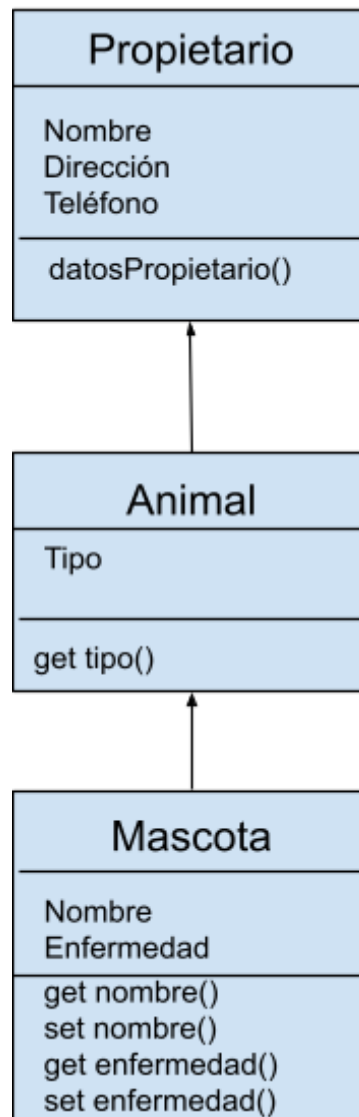 Propietario
Nombre
Dirección
Teléfono
datosPropietario()
Animal
Tipo
get tipo()
Mascota
Nombre
Enfermedad
get nombre()
set nombre()
get enfermedad()
set enfermedad()